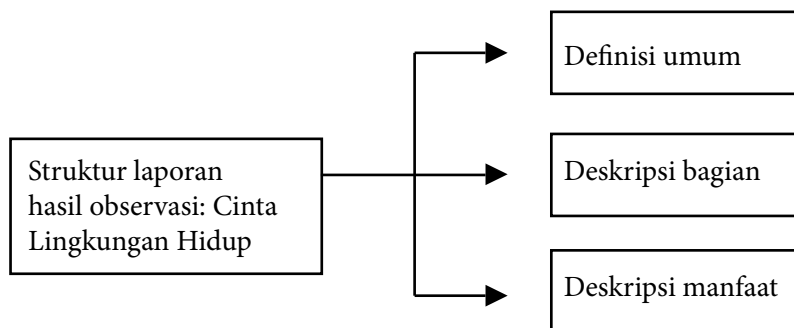 Struktur laporan
hasil observasi: Cinta
Lingkungan Hidup
Definisi umum
Deskripsi bagian
Deskripsi manfaat